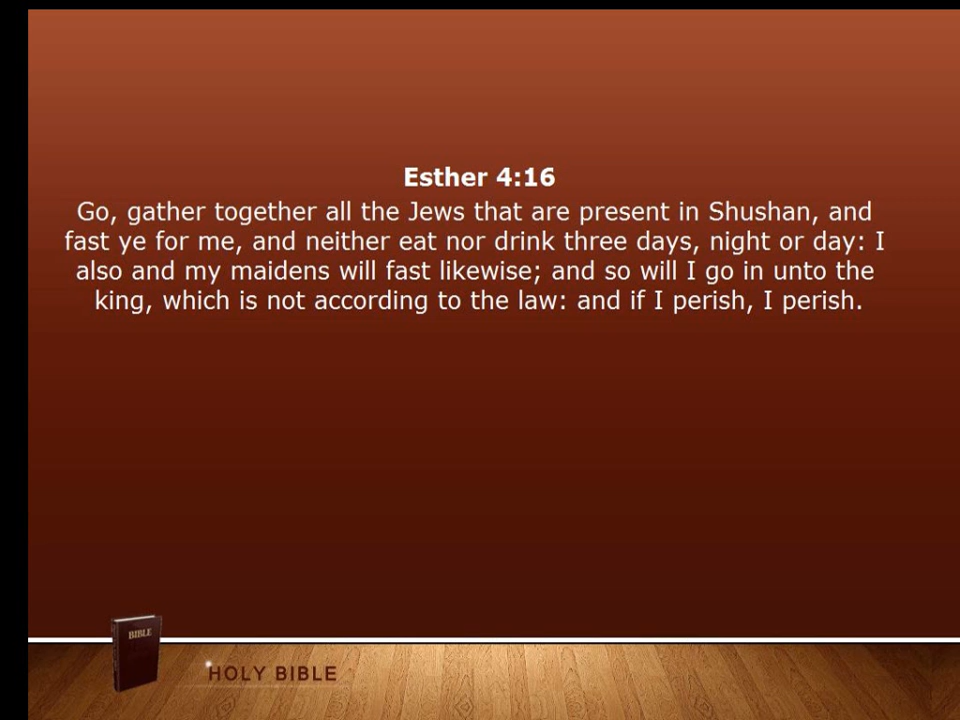 Esther 4:16
Go, gather together all the Jews that are present in Shushan, and
fast ye for me, and neither eat nor drink three days, night or day: I
also and my maidens will fast likewise; and so will I go in unto the
king, which is not according to the law: and if I perish, I perish.
BIBLE
HOLY BIBLE